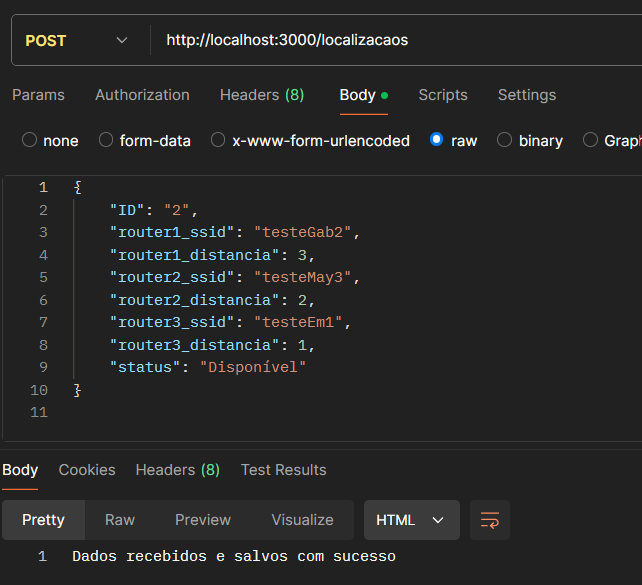 POST http://localhost:3000/localizacaos
Params Authorization Headers (8) Body Scripts Settings
none form-data x-www-form-urlencoded raw binary Graph
1 {
2 "ID": "2",
3 "router1_ssid": "testeGab2",
4 "router1_distancia": 3,
5 "router2_ssid": "testeMay3",
6 "router2_distancia": 2,
7 "router3_ssid": "testeEm1",
8 "router3_distancia": 1,
9 "status": "Disponível"
10 }
11
Body Cookies Headers (8) Test Results
Pretty Raw Preview Visualize HTML
1 Dados recebidos e salvos com sucesso